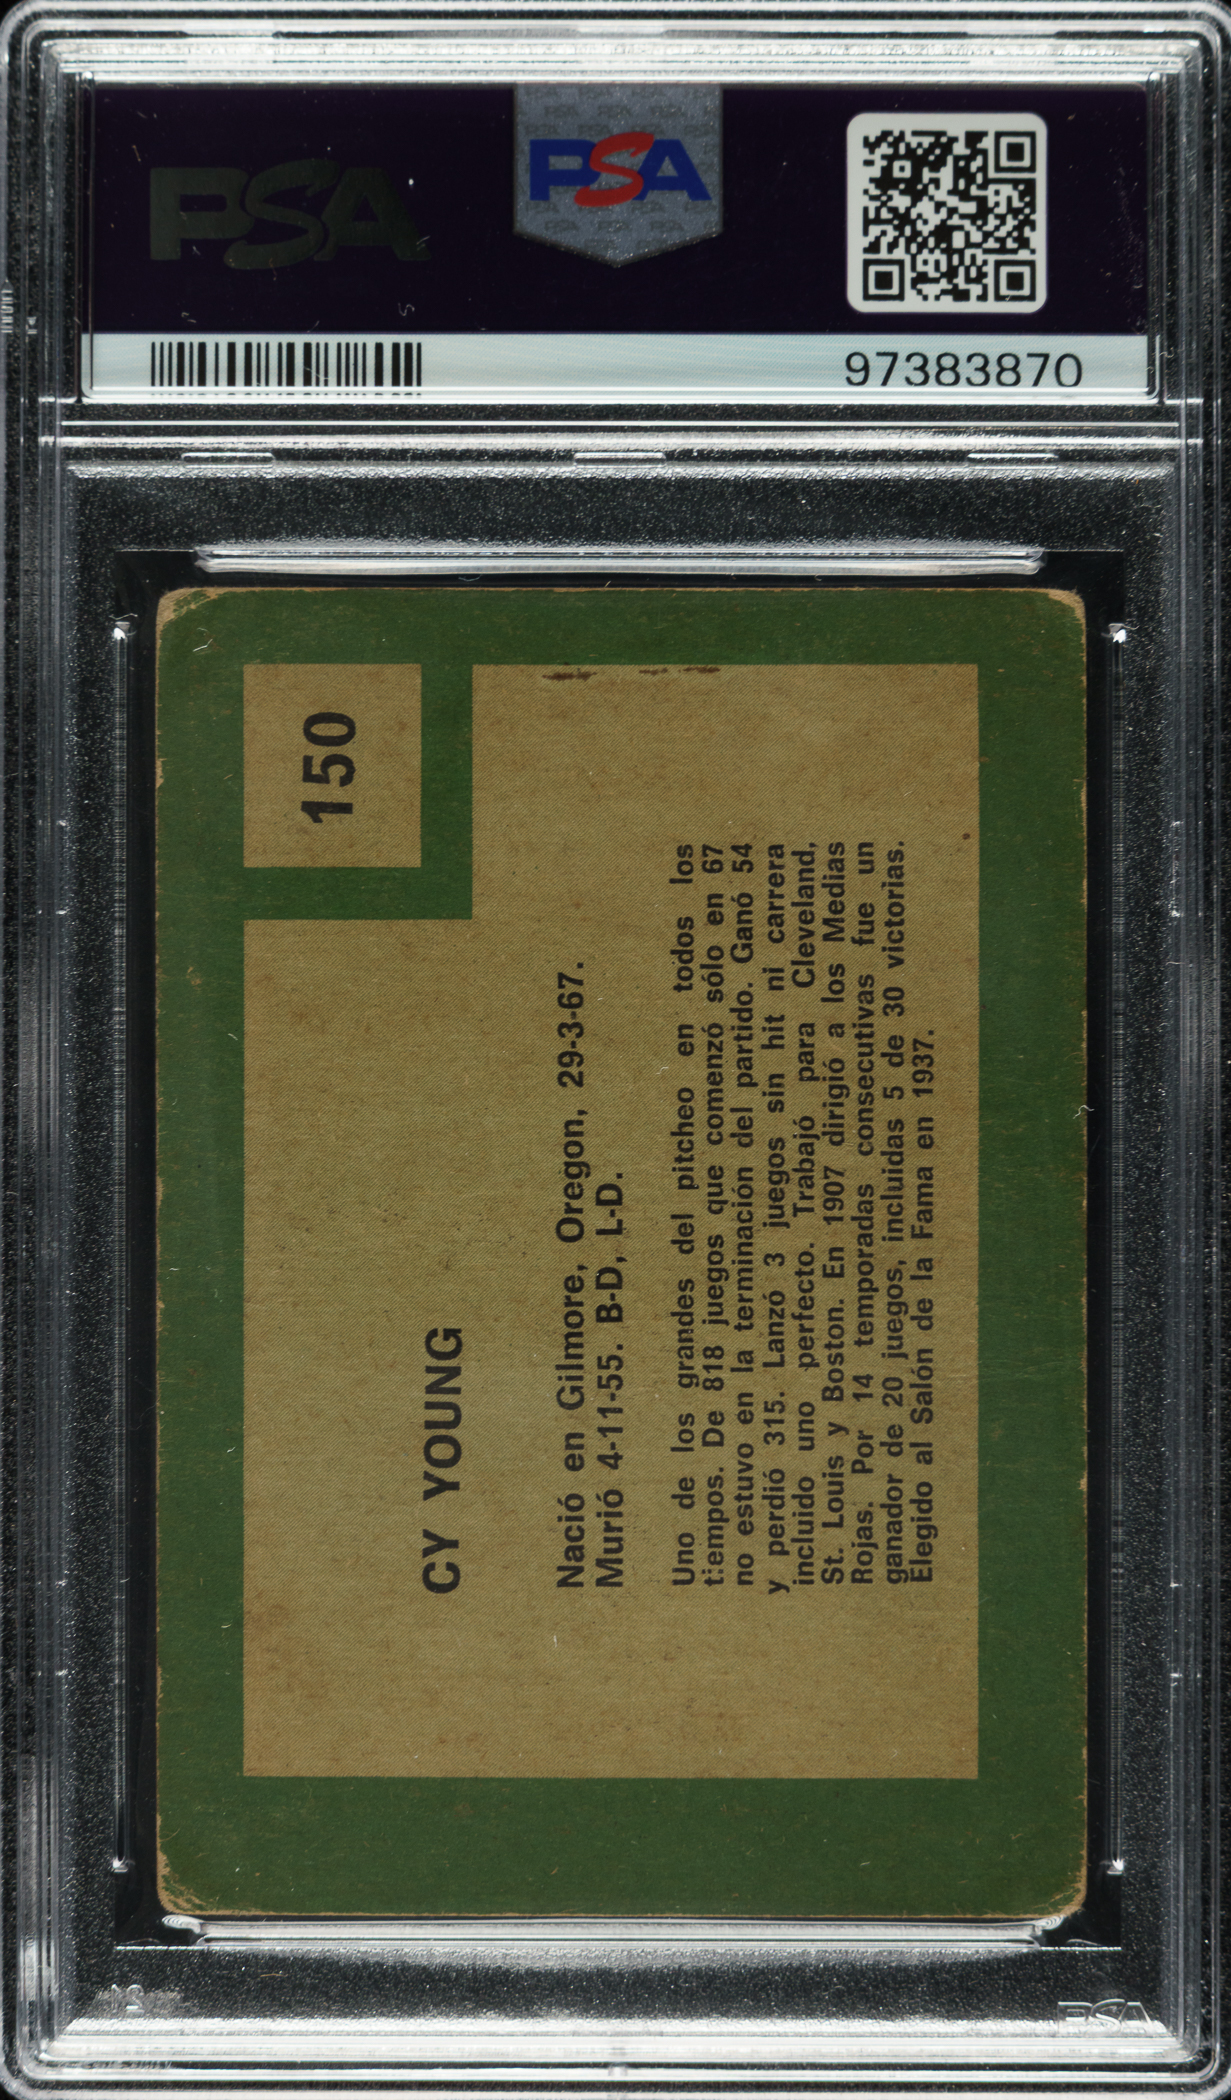 PSA
PSA
97383870
150
CY YOUNG
Nació en Gilmore, Oregon, 29-3-67.
Murió 4-11-55. B-D, L-D.
Uno de los grandes del pitcheo en todos los
tiempos. De 818 juegos que comenzó sólo en 67
no estuvo en la terminación del partido. Ganó 54
y perdió 315. Lanzó 3 juegos sin hit ni carrera
incluido uno perfecto. Trabajó para Cleveland,
St. Louis y Boston. En 1907 dirigió a los Medias
Rojas. Por 14 temporadas consecutivas fue un
ganador de 20 juegos, incluidas 5 de 30 victorias.
Elegido al Salón de la Fama en 1937.
PSA